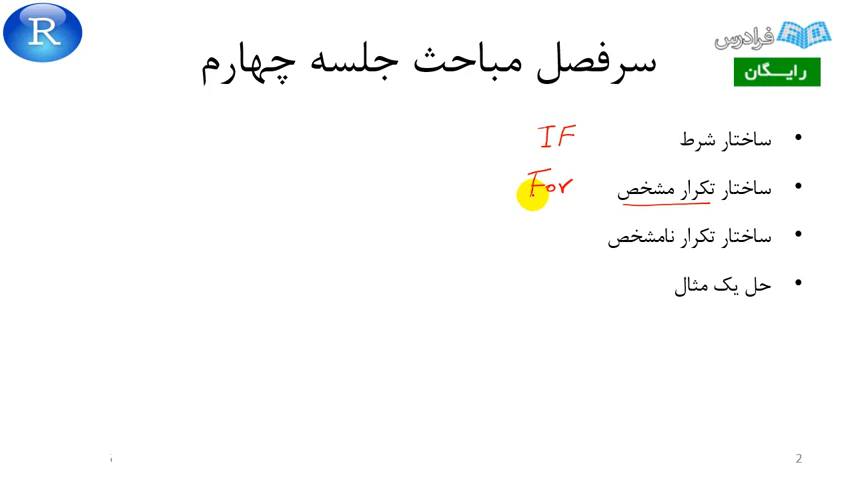 R
فرادرس
رایـــگان
سرفصل مباحث جلسه چهارم
• ساختار شرط IF
• ساختار تکرار مشخص For
• ساختار تکرار نامشخص
• حل یک مثال
2